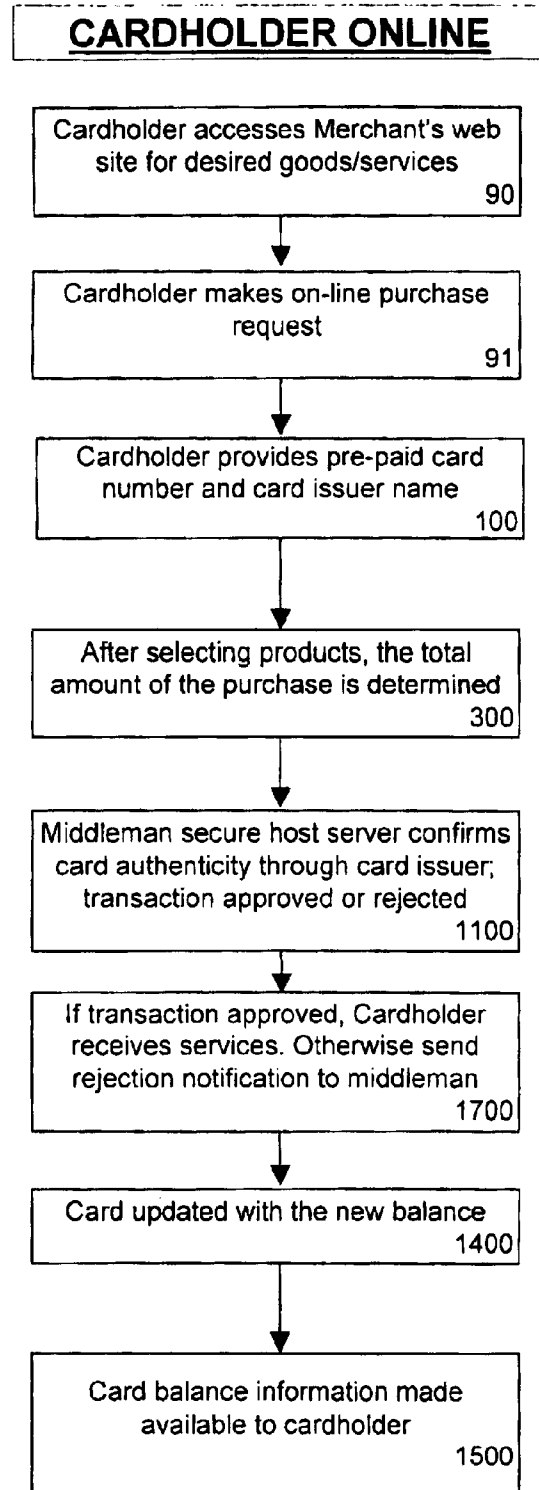 CARDHOLDER ONLINE
Cardholder accesses Merchant's web
site for desired goods/services
90
Cardholder makes on-line purchase
request
91
Cardholder provides pre-paid card
number and card issuer name
100
After selecting products, the total
amount of the purchase is determined
300
Middleman secure host server confirms
card authenticity through card issuer;
transaction approved or rejected
1100
If transaction approved, Cardholder
receives services. Otherwise send
rejection notification to middleman
1700
Card updated with the new balance
1400
Card balance information made
available to cardholder
1500